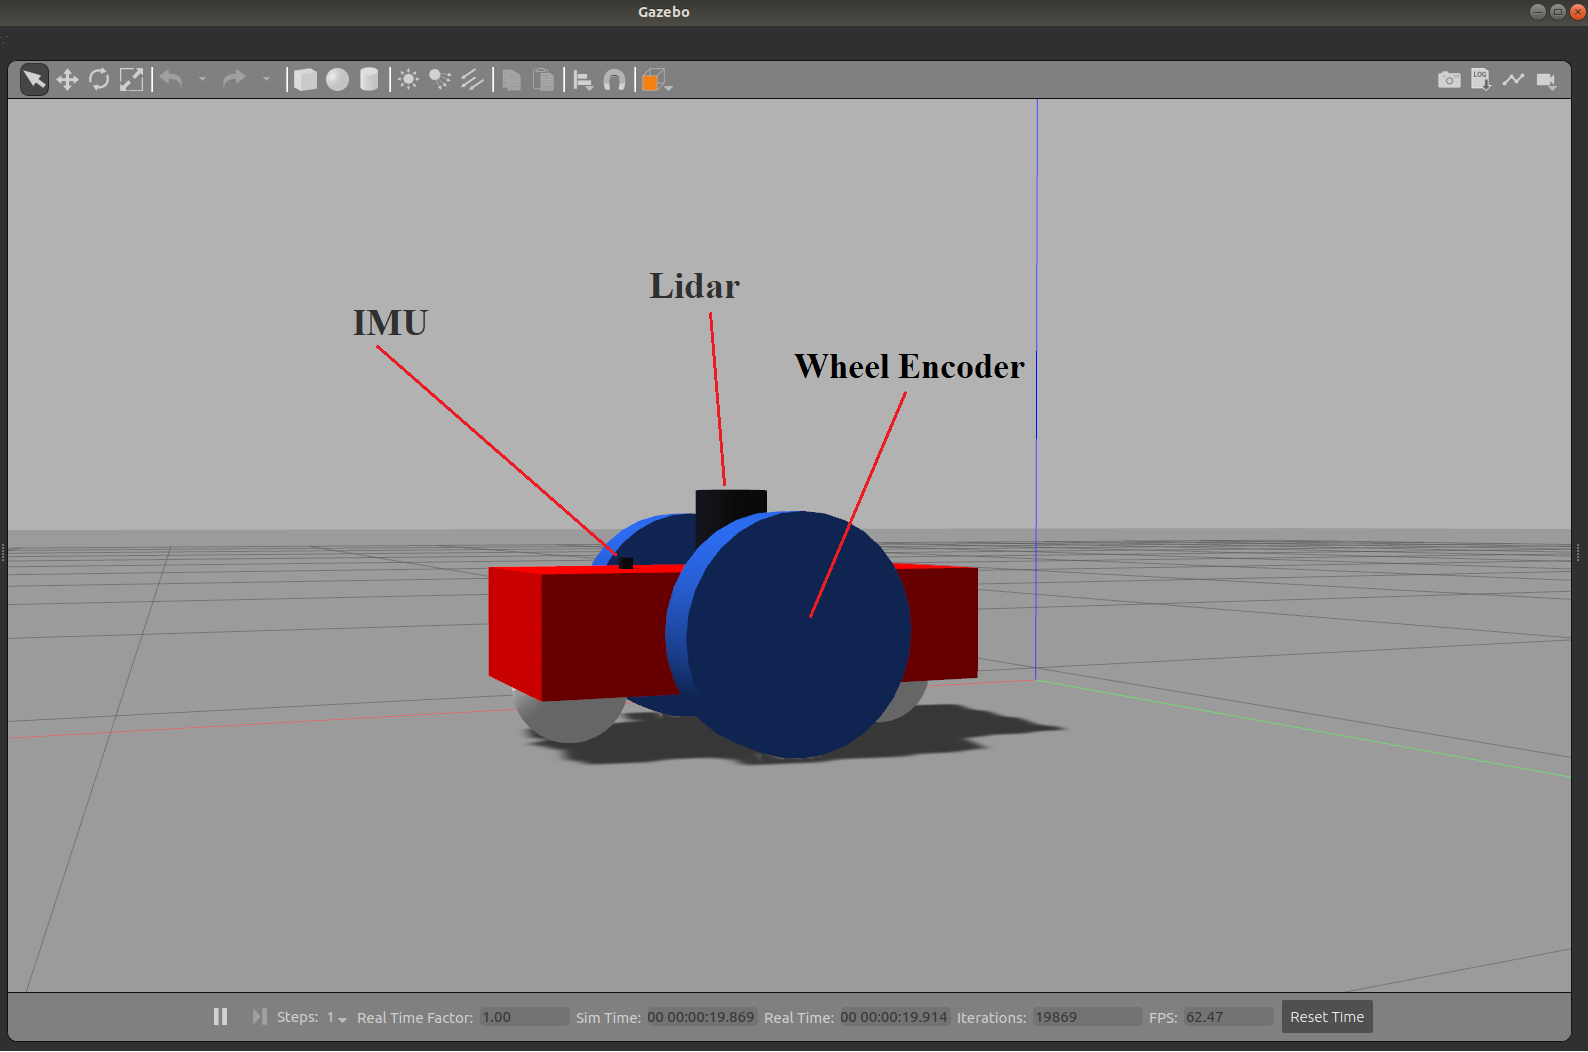 Gazebo
LOG
Lidar
IMU
Wheel Encoder
Steps: 1 Real Time Factor: 1.00 Sim Time: 00 00:00:19.869 Real Time: 00 00:00:19.914 Iterations: 19869 FPS: 62.47 Reset Time